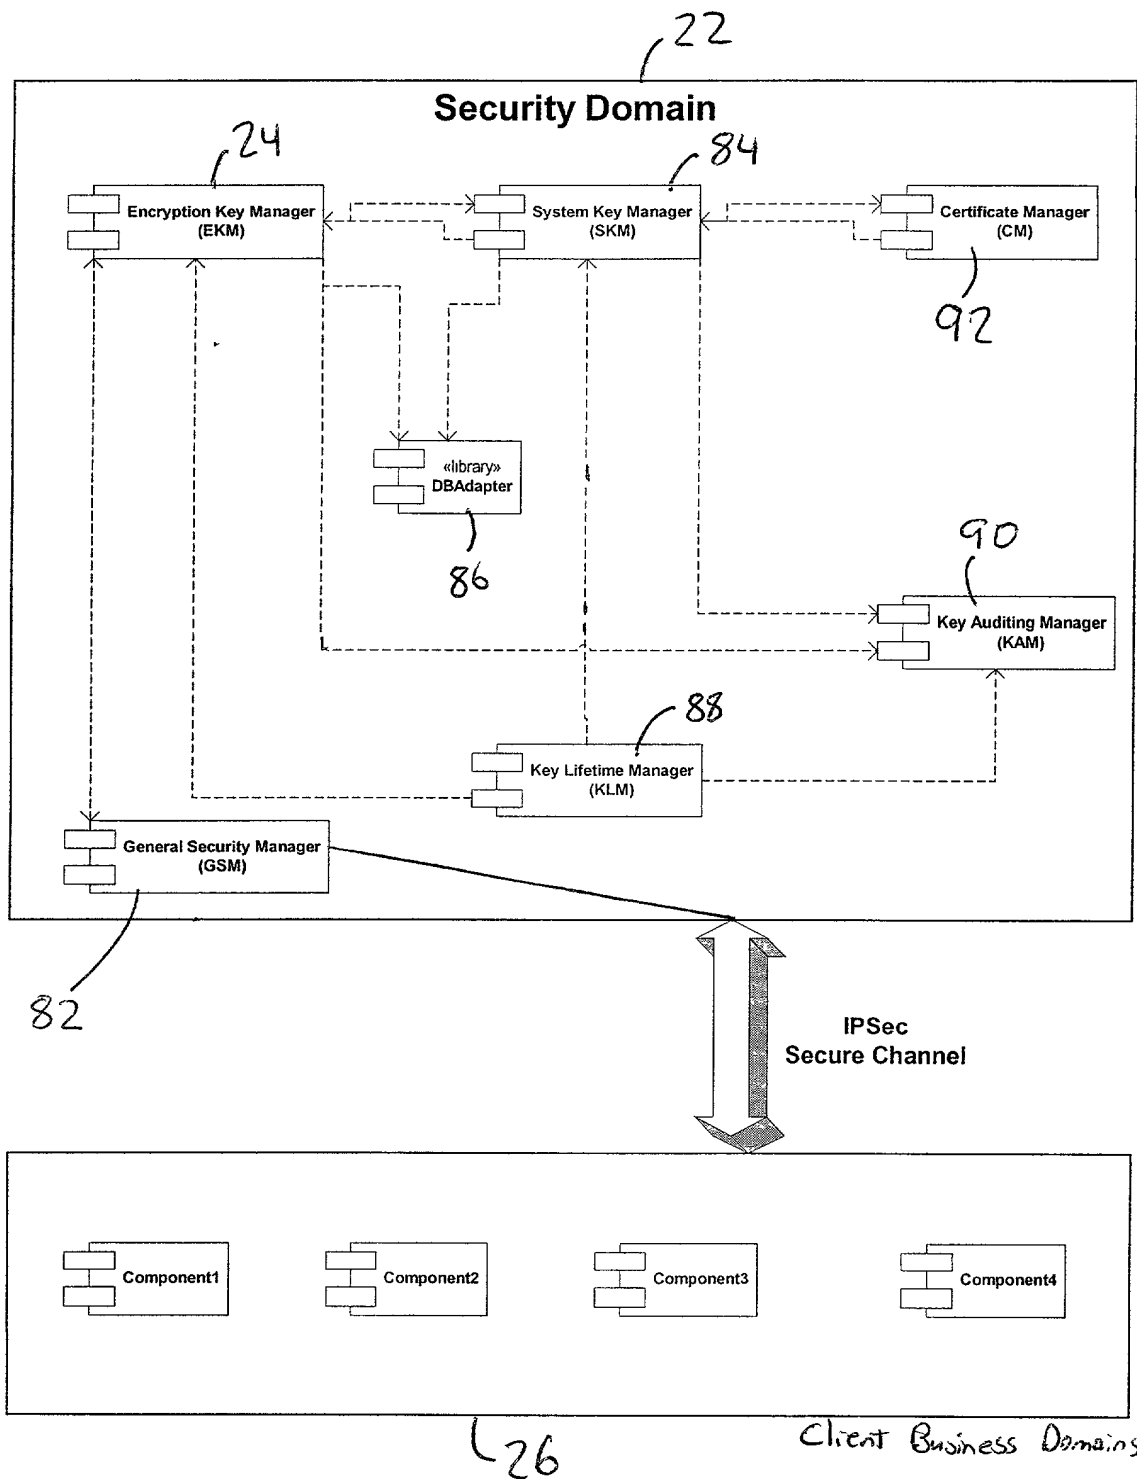 22
Security Domain
24
84
Encryption Key Manager
(EKM)
System Key Manager
(SKM)
Certificate Manager
(CM)
92
«library»
DBAdapter
86
90
Key Auditing Manager
(KAM)
88
Key Lifetime Manager
(KLM)
General Security Manager
(GSM)
82
IPSec
Secure Channel
Component1
Component2
Component3
Component4
26
Client Business Domains